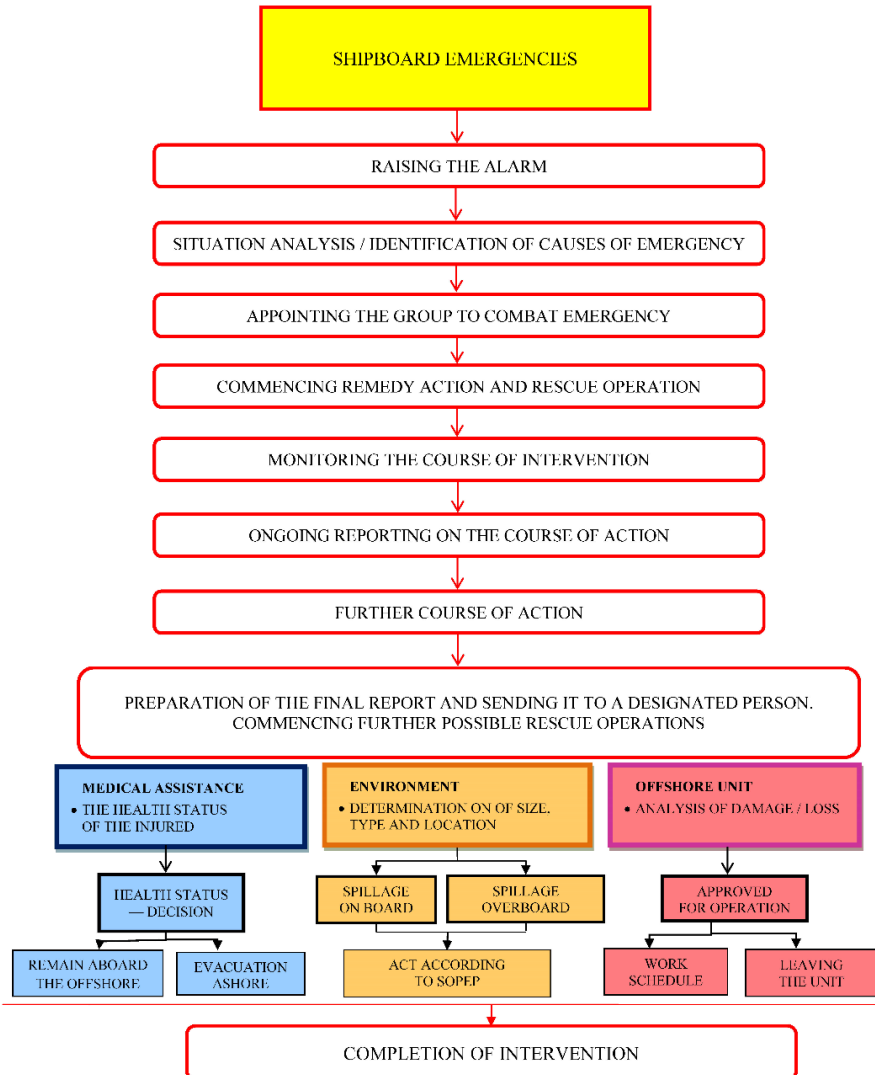 SHIPBOARD EMERGENCIES
RAISING THE ALARM
SITUATION ANALYSIS / IDENTIFICATION OF CAUSES OF EMERGENCY
APPOINTING THE GROUP TO COMBAT EMERGENCY
COMMENCING REMEDY ACTION AND RESCUE OPERATION
MONITORING THE COURSE OF INTERVENTION
ONGOING REPORTING ON THE COURSE OF ACTION
FURTHER COURSE OF ACTION
PREPARATION OF THE FINAL REPORT AND SENDING IT TO A DESIGNATED PERSON.
COMMENCING FURTHER POSSIBLE RESCUE OPERATIONS
MEDICAL ASSISTANCE
• THE HEALTH STATUS
OF THE INJURED
ENVIRONMENT
• DETERMINATION ON OF SIZE,
TYPE AND LOCATION
OFFSHORE UNIT
• ANALYSIS OF DAMAGE / LOSS
HEALTH STATUS
— DECISION
SPILLAGE
ON BOARD
SPILLAGE
OVERBOARD
APPROVED
FOR OPERATION
REMAIN ABOARD
THE OFFSHORE
EVACUATION
ASHORE
ACT ACCORDING
TO SOPEP
WORK
SCHEDULE
LEAVING
THE UNIT
COMPLETION OF INTERVENTION